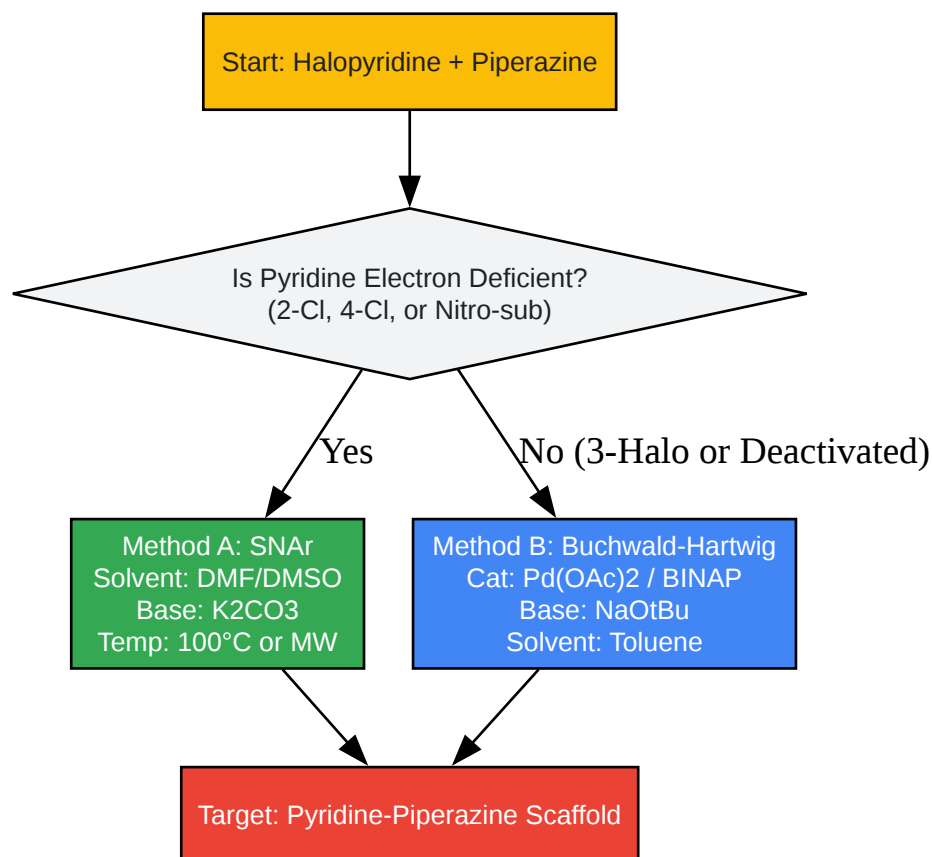 Start: Halopyridine + Piperazine
Is Pyridine Electron Deficient?
(2-Cl, 4-Cl, or Nitro-sub)
Yes
No (3-Halo or Deactivated)
Method A: SNAr
Solvent: DMF/DMSO
Base: K2CO3
Temp: 100°C or MW
Method B: Buchwald-Hartwig
Cat: Pd(OAc)2 / BINAP
Base: NaOtBu
Solvent: Toluene
Target: Pyridine-Piperazine Scaffold